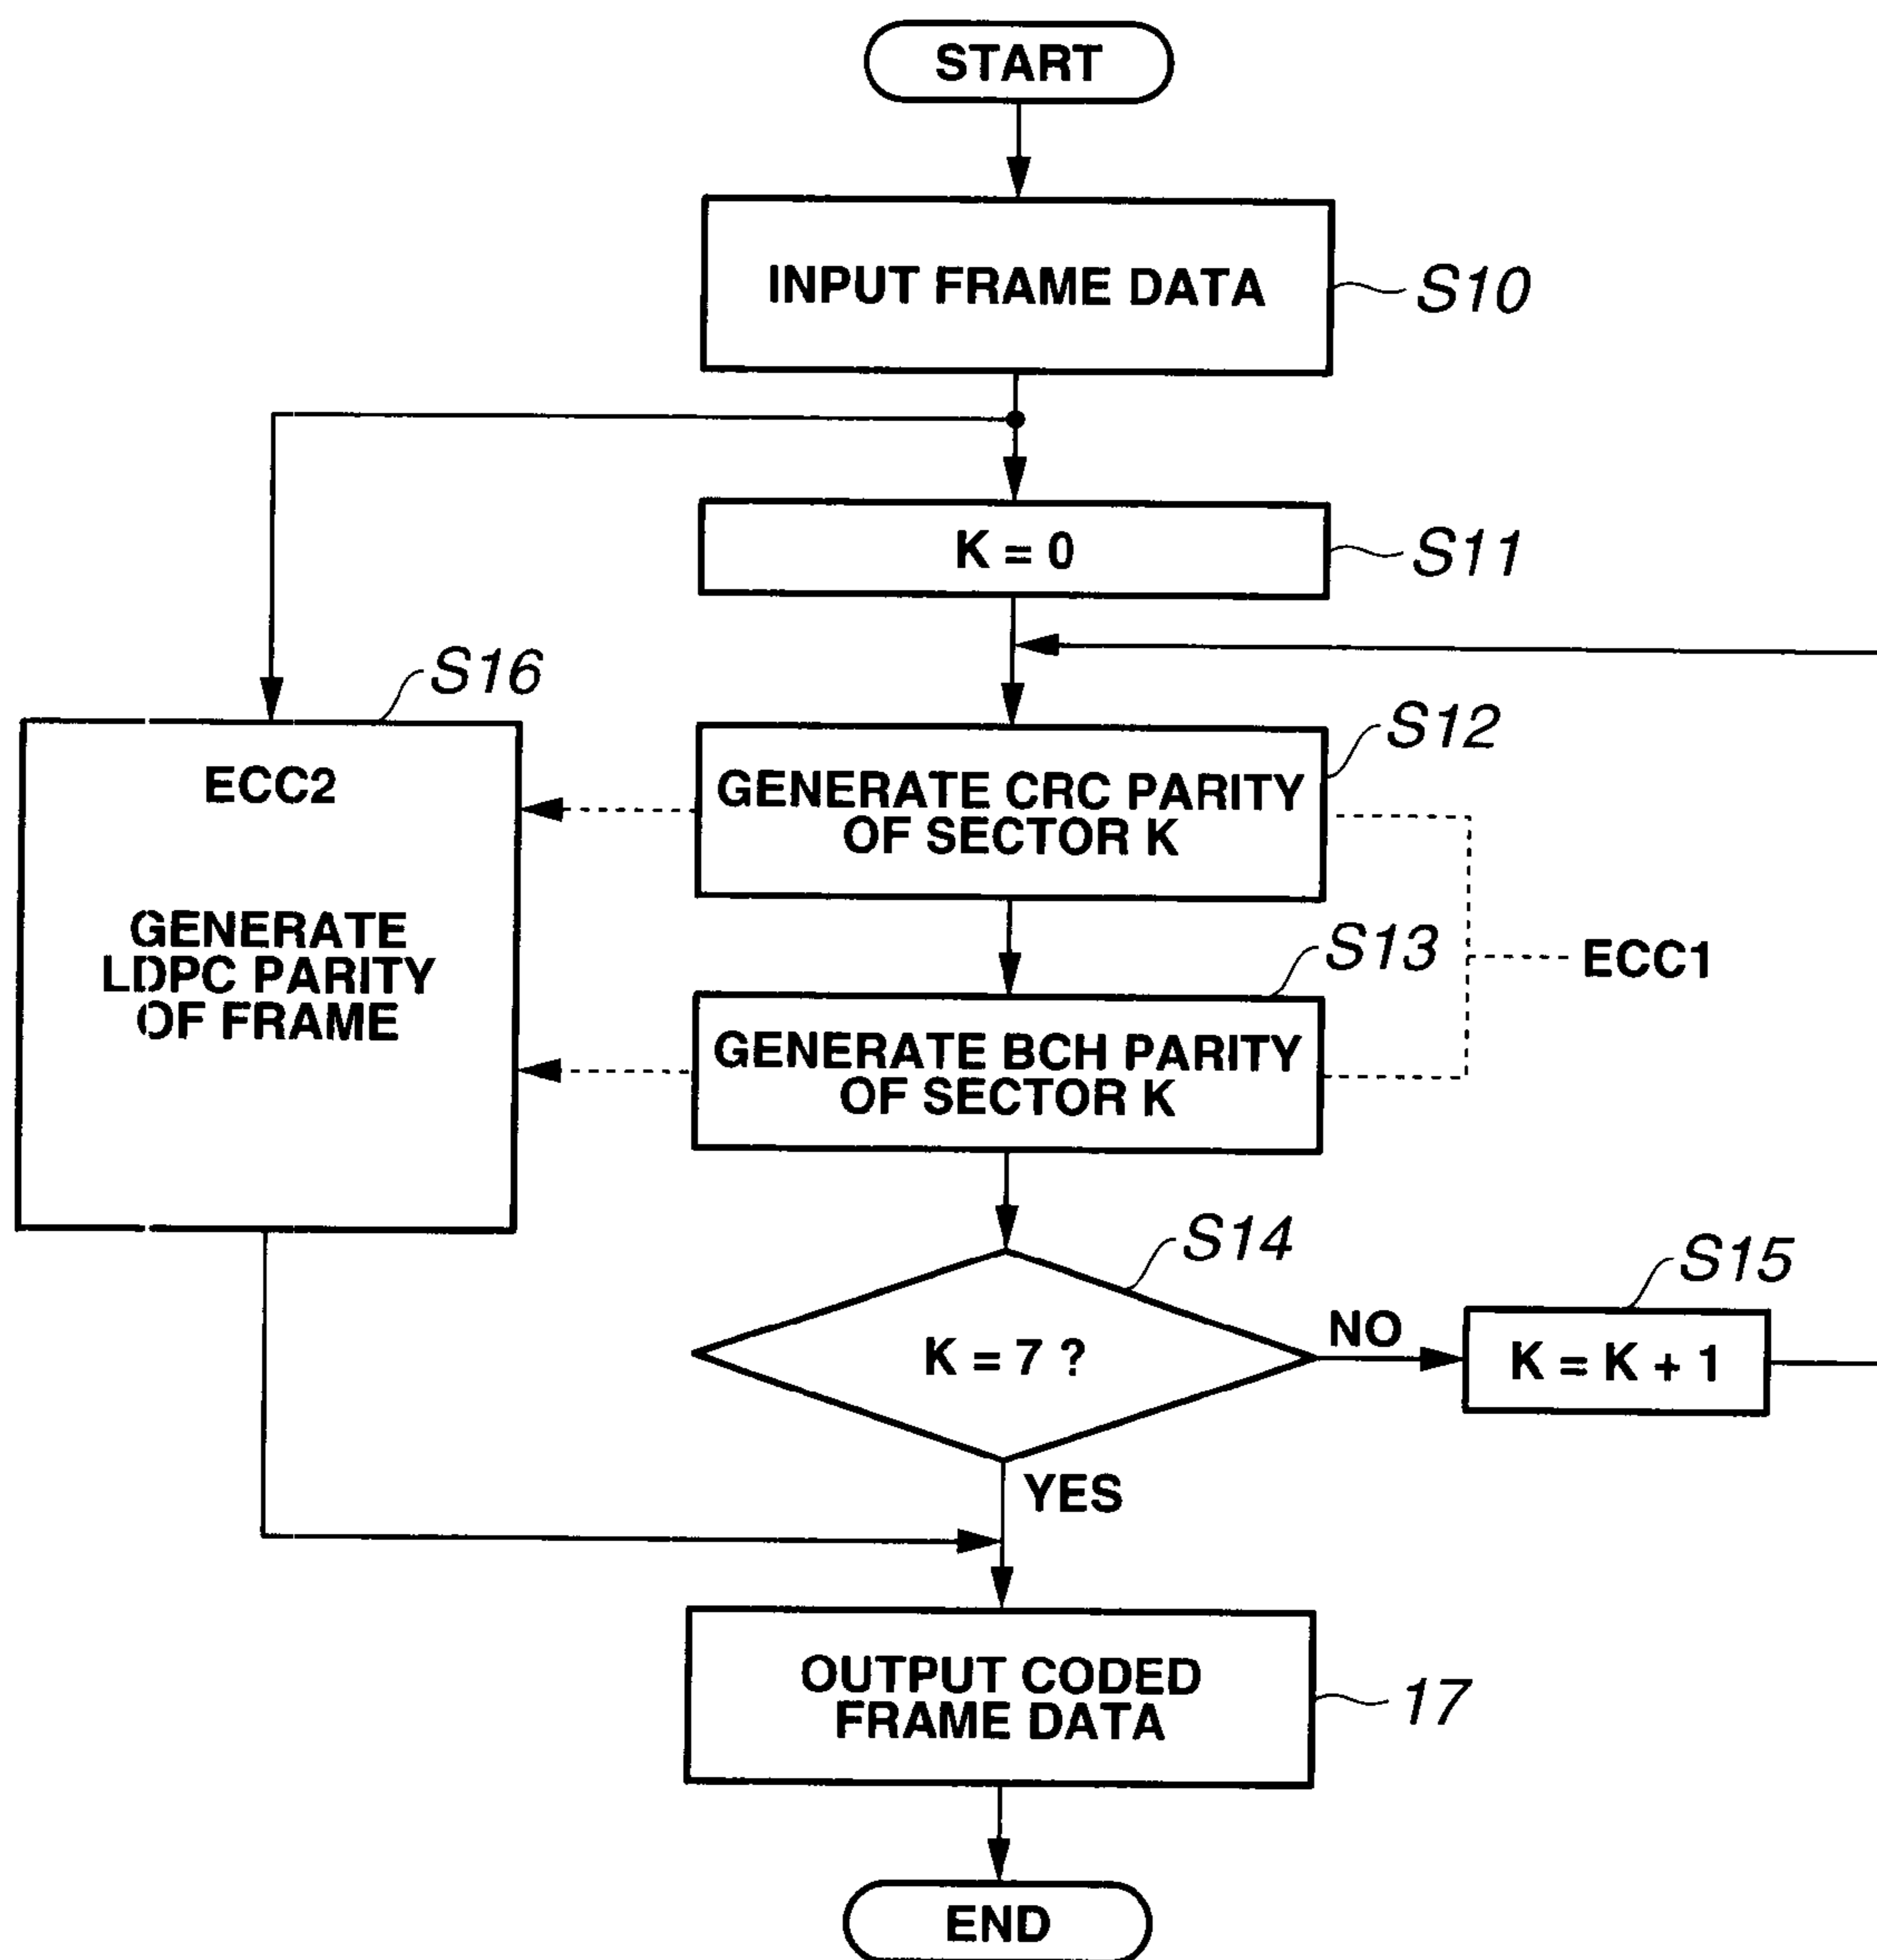 START
INPUT FRAME DATA
S10
K = 0
S11
S16
ECC2
GENERATE
LDPC PARITY
OF FRAME
S12
GENERATE CRC PARITY
OF SECTOR K
S13
ECC1
GENERATE BCH PARITY
OF SECTOR K
S14
K = 7 ?
NO
S15
K = K + 1
YES
OUTPUT CODED
FRAME DATA
17
END